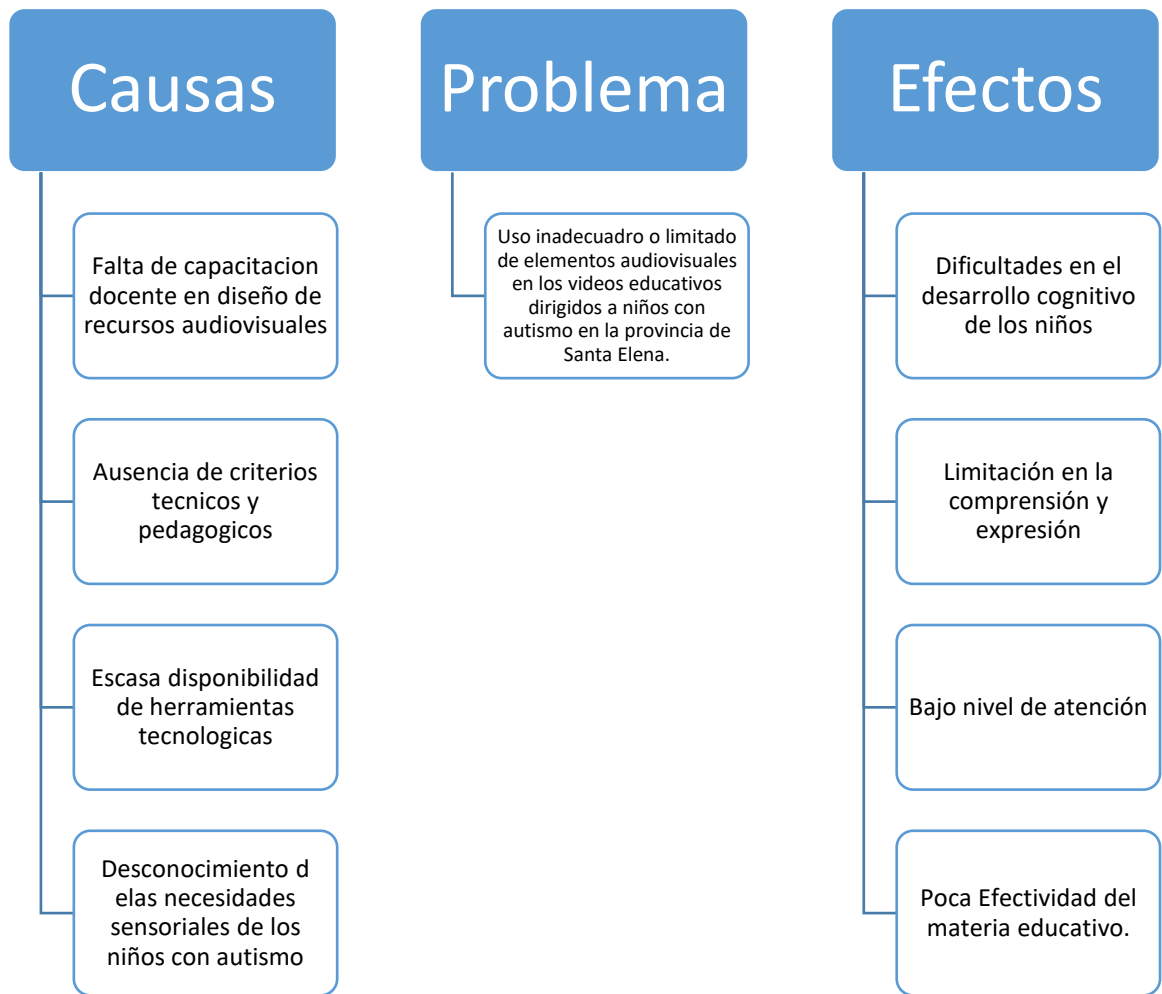 Causas
Falta de capacitacion
docente en diseño de
recursos audiovisuales
Ausencia de criterios
tecnicos y
pedagogicos
Escasa disponibilidad
de herramientas
tecnologicas
Desconocimiento d
elas necesidades
sensoriales de los
niños con autismo
Problema
Uso inadecuadro o limitado
de elementos audiovisuales
en los videos educativos
dirigidos a niños con
autismo en la provincia de
Santa Elena.
Efectos
Dificultades en el
desarrollo cognitivo
de los niños
Limitación en la
comprensión y
expresión
Bajo nivel de atención
Poca Efectividad del
materia educativo.